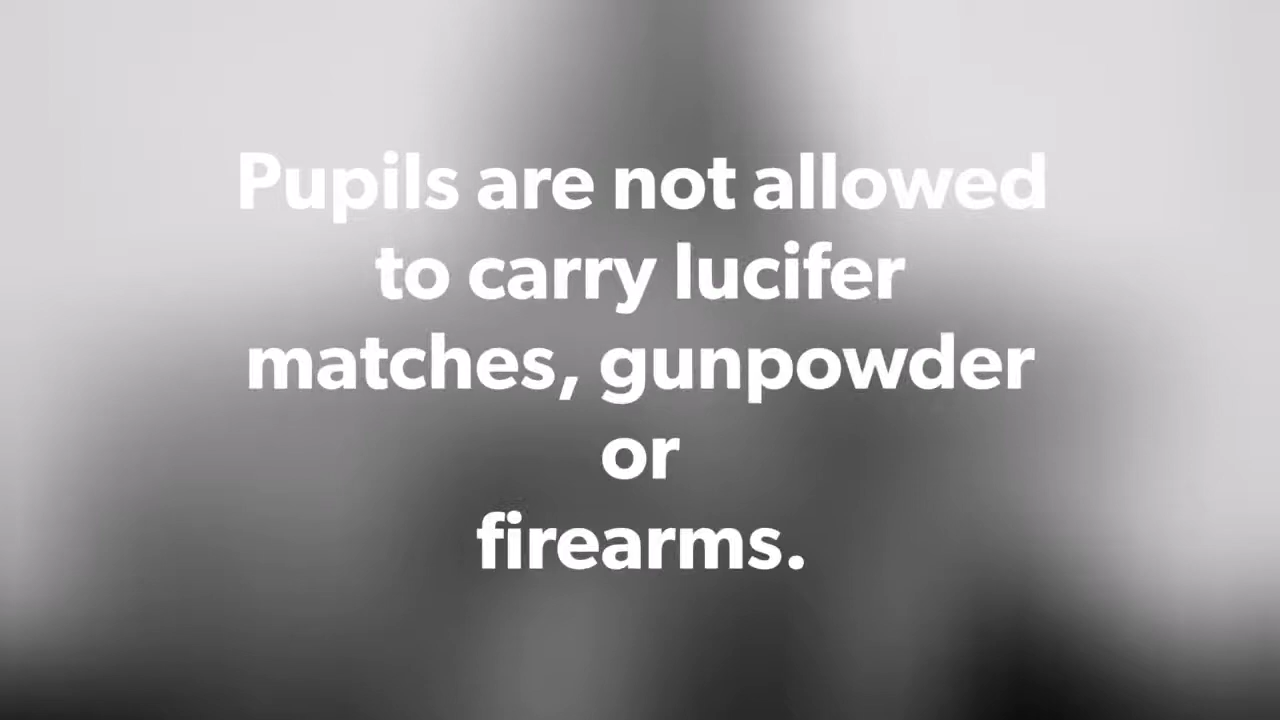 Pupils are not allowed
to carry lucifer
matches, gunpowder
or
firearms.